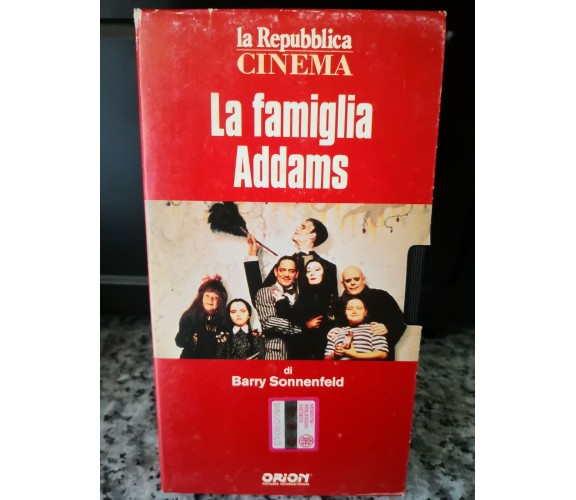 la Repubblica
CINEMA
La famiglia
Addams
di
Barry Sonnenfeld
ORION